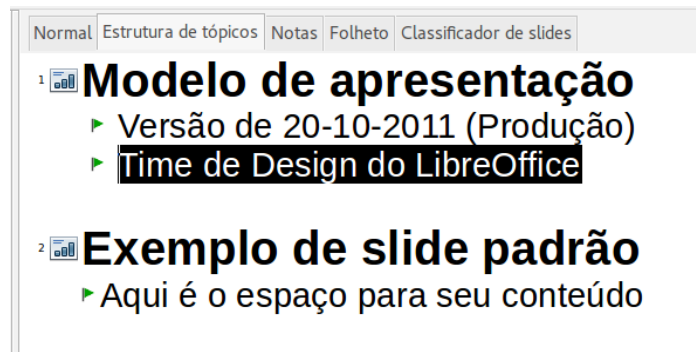 Normal Estrutura de tópicos Notas Folheto Classificador de slides
1 Modelo de apresentação
Versão de 20-10-2011 (Produção)
Time de Design do LibreOffice
2 Exemplo de slide padrão
Aqui é o espaço para seu conteúdo